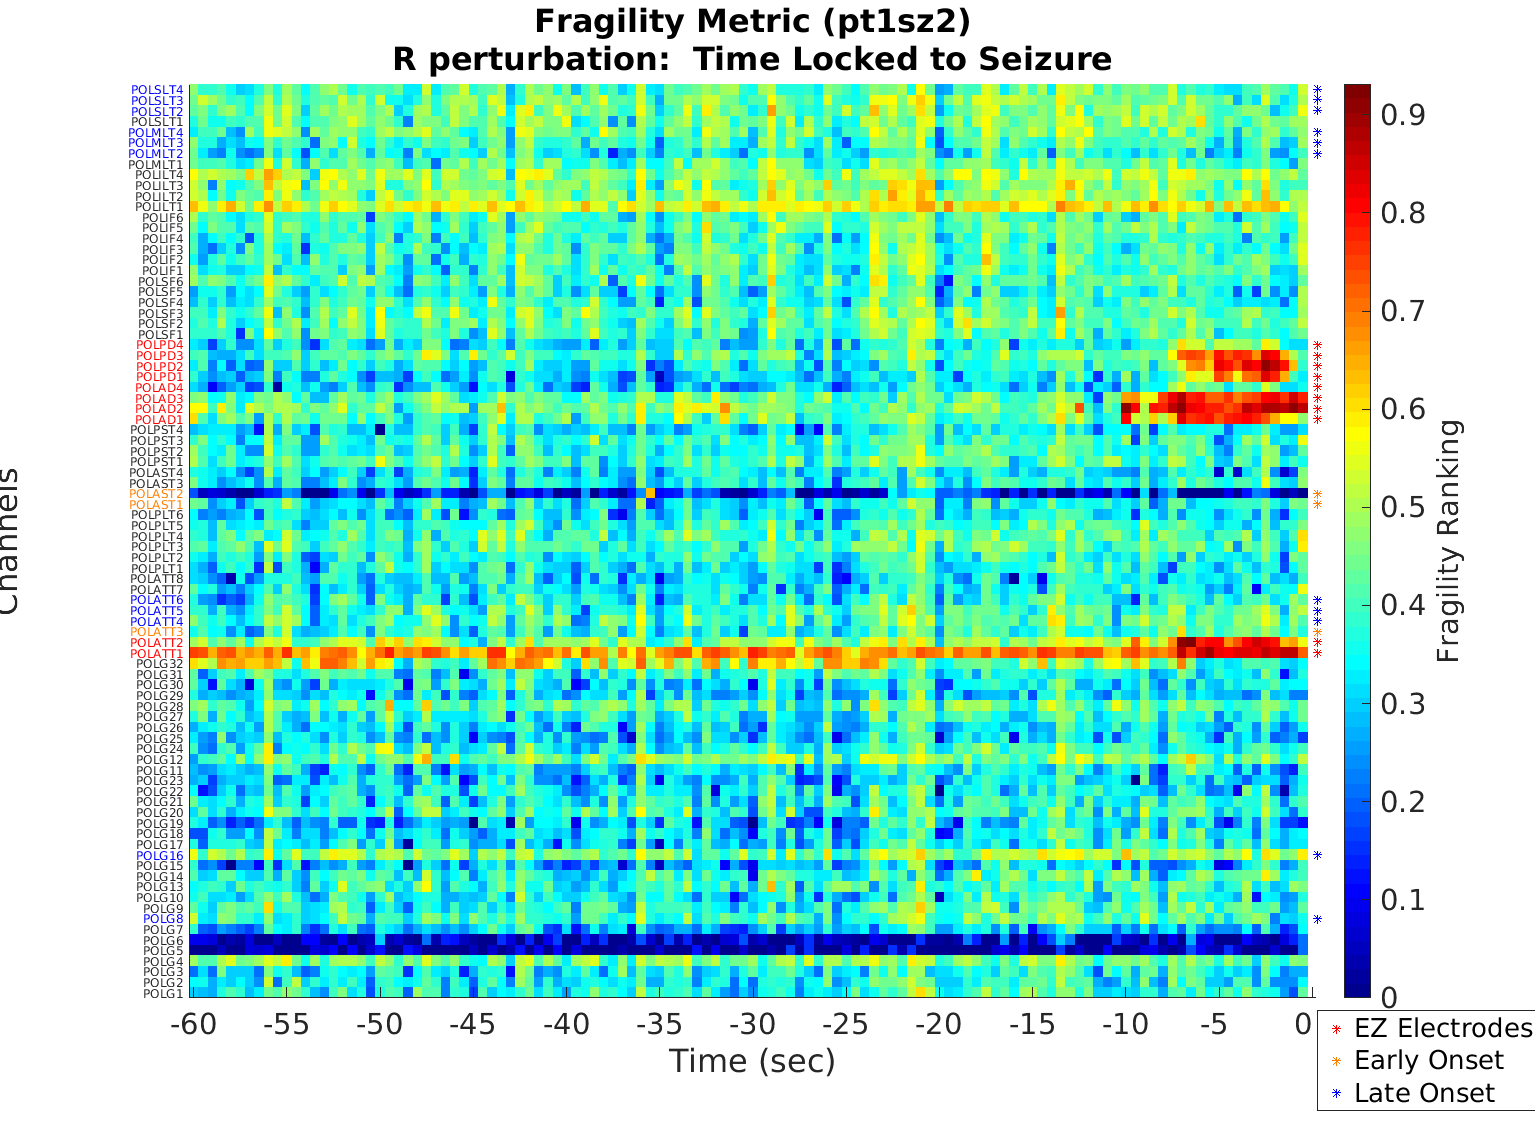 Fragility Metric (pt1sz2)
R perturbation: Time Locked to Seizure
Channels
POLSLT4
POLSLT3
POLSLT2
POLSLT1
POLMLT4
POLMLT3
POLMLT2
POLMLT1
POLILT4
POLILT3
POLILT2
POLILT1
POLIF6
POLIF5
POLIF4
POLIF3
POLIF2
POLIF1
POLSF6
POLSF5
POLSF4
POLSF3
POLSF2
POLSF1
POLPD4
POLPD3
POLPD2
POLPD1
POLAD4
POLAD3
POLAD2
POLAD1
POLPST4
POLPST3
POLPST2
POLPST1
POLAST4
POLAST3
POLAST2
POLAST1
POLPLT6
POLPLT5
POLPLT4
POLPLT3
POLPLT2
POLPLT1
POLATT8
POLATT7
POLATT6
POLATT5
POLATT4
POLATT3
POLATT2
POLATT1
POLG32
POLG31
POLG30
POLG29
POLG28
POLG27
POLG26
POLG25
POLG24
POLG12
POLG11
POLG23
POLG22
POLG21
POLG20
POLG19
POLG18
POLG17
POLG16
POLG15
POLG14
POLG13
POLG10
POLG9
POLG8
POLG7
POLG6
POLG5
POLG4
POLG3
POLG2
POLG1
-60 -55 -50 -45 -40 -35 -30 -25 -20 -15 -10 -5 0
Time (sec)
0.9
0.8
0.7
0.6
0.5
0.4
0.3
0.2
0.1
0
Fragility Ranking
EZ Electrodes
Early Onset
Late Onset